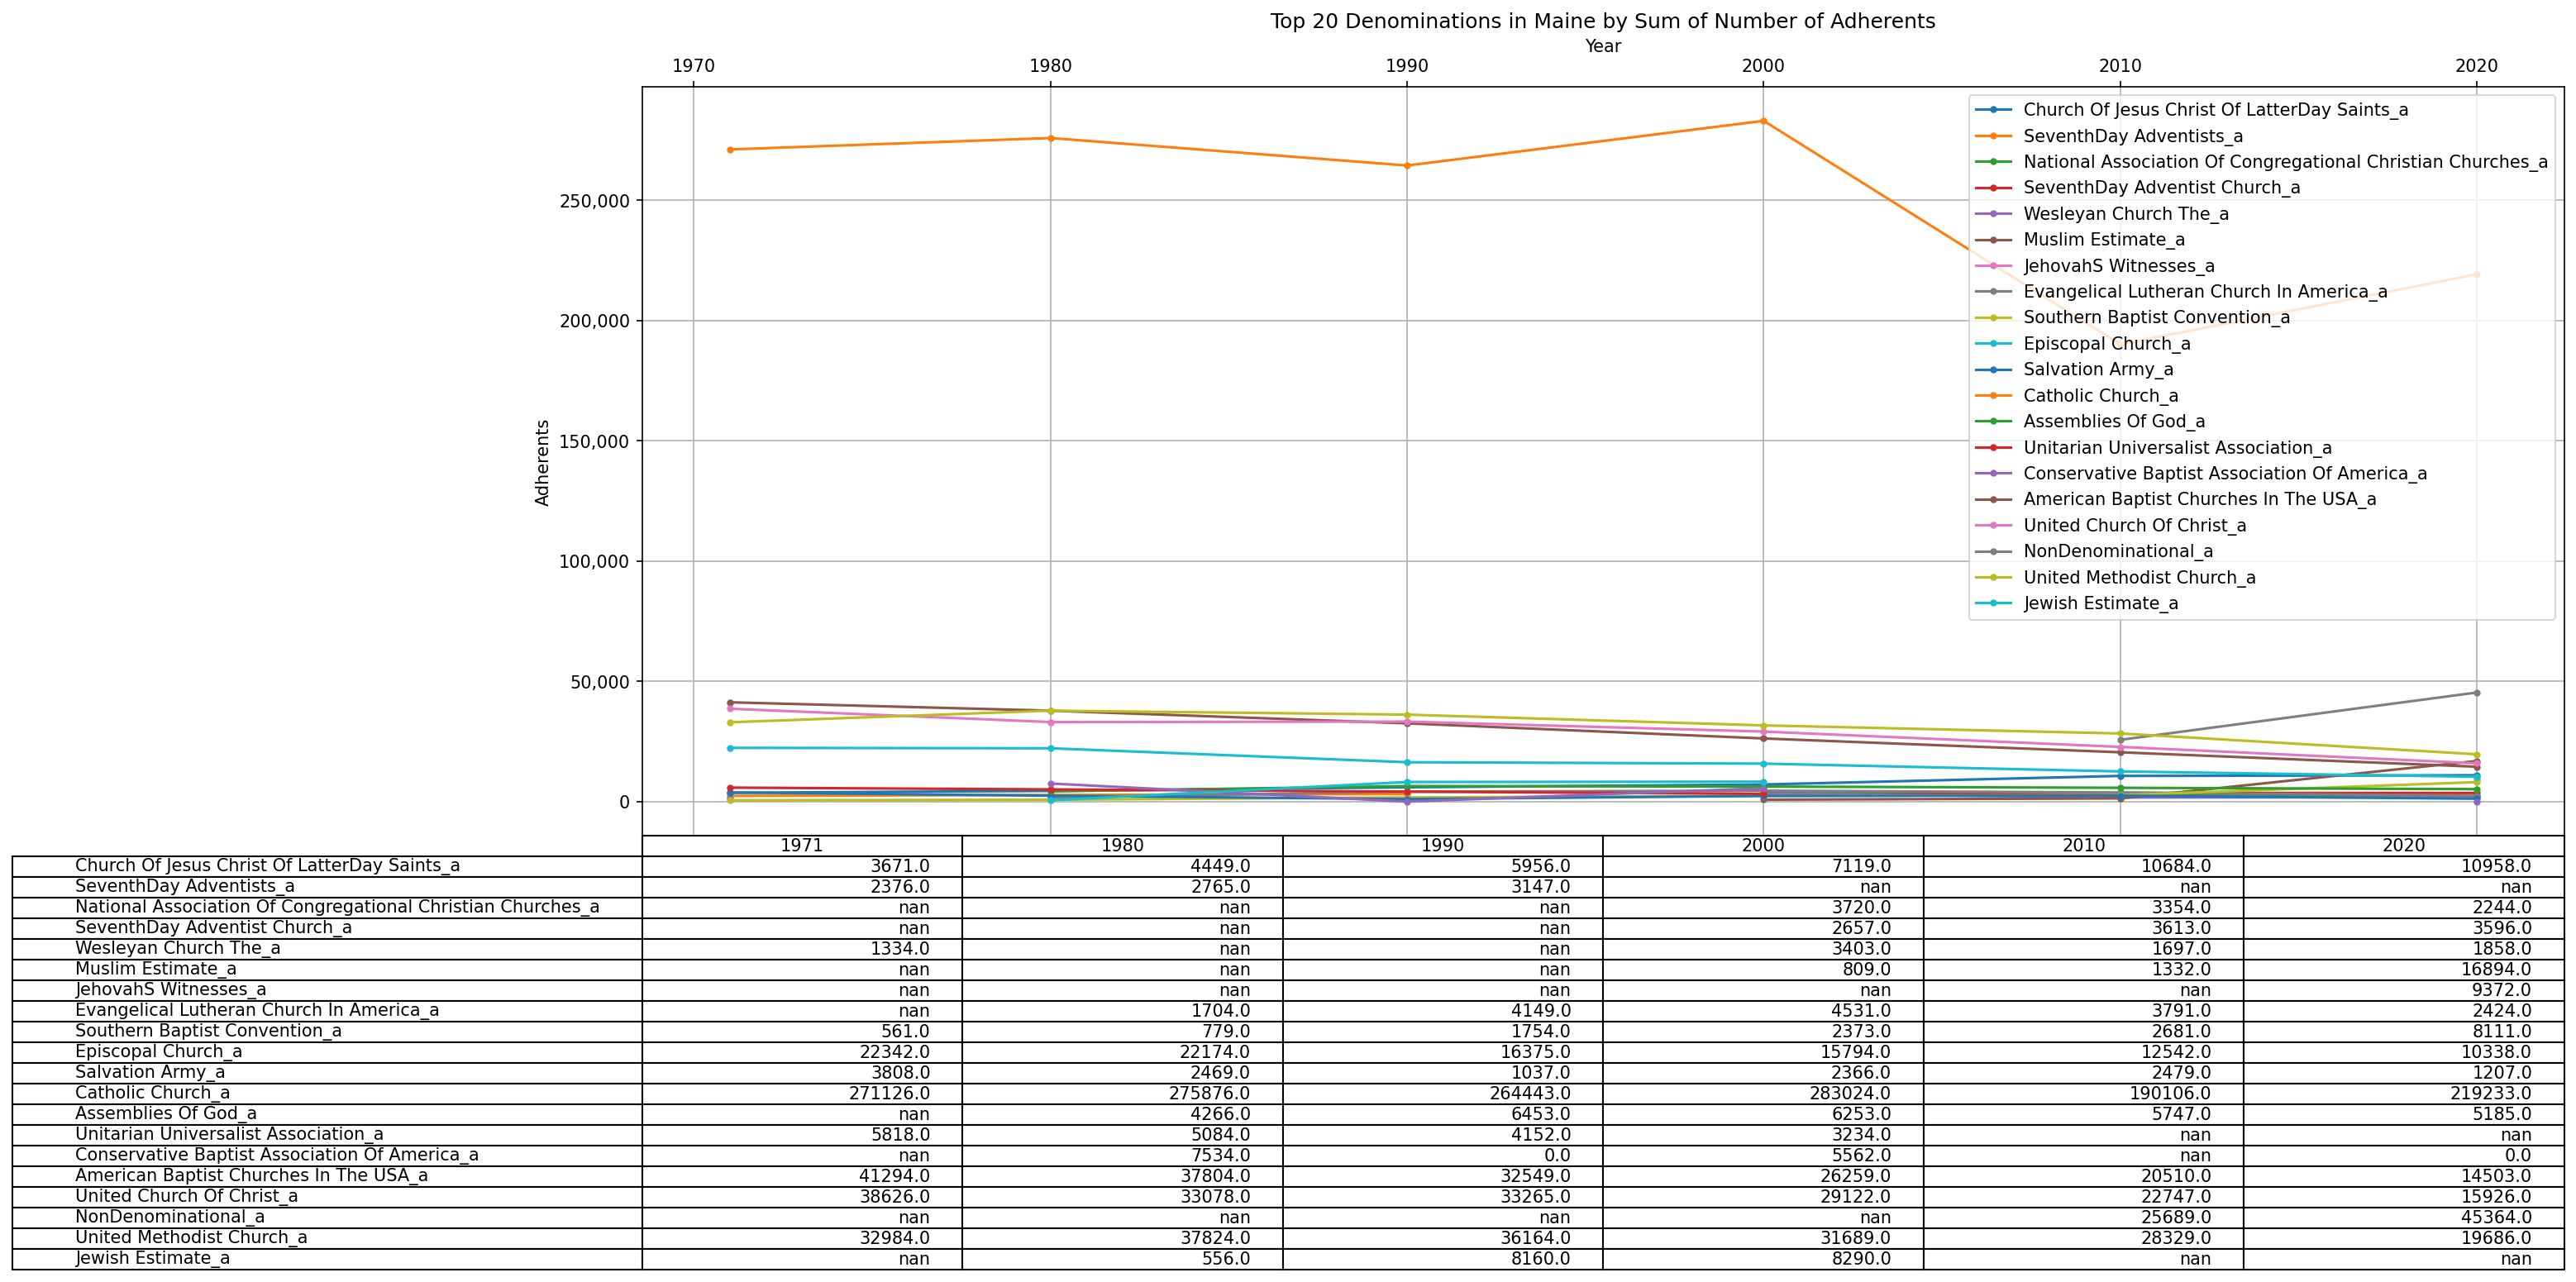 Top 20 Denominations in Maine by Sum of Number of Adherents
Year
1970 1980 1990 2000 2010 2020
Church Of Jesus Christ Of LatterDay Saints_a
SeventhDay Adventists_a
National Association Of Congregational Christian Churches_a
SeventhDay Adventist Church_a
Wesleyan Church The_a
Muslim Estimate_a
JehovahS Witnesses_a
Evangelical Lutheran Church In America_a
Southern Baptist Convention_a
Episcopal Church_a
Salvation Army_a
Catholic Church_a
Assemblies Of God_a
Unitarian Universalist Association_a
Conservative Baptist Association Of America_a
American Baptist Churches In The USA_a
United Church Of Christ_a
NonDenominational_a
United Methodist Church_a
Jewish Estimate_a
250,000
200,000
150,000
100,000
50,000
0
Adherents
1971 1980 1990 2000 2010 2020
Church Of Jesus Christ Of LatterDay Saints_a 3671.0 4449.0 5956.0 7119.0 10684.0 10958.0
SeventhDay Adventists_a 2376.0 2765.0 3147.0 nan nan nan
National Association Of Congregational Christian Churches_a nan nan nan 3720.0 3354.0 2244.0
SeventhDay Adventist Church_a nan nan nan 2657.0 3613.0 3596.0
Wesleyan Church The_a 1334.0 nan nan 3403.0 1697.0 1858.0
Muslim Estimate_a nan nan nan 809.0 1332.0 16894.0
JehovahS Witnesses_a nan nan nan nan nan 9372.0
Evangelical Lutheran Church In America_a nan 1704.0 4149.0 4531.0 3791.0 2424.0
Southern Baptist Convention_a 561.0 779.0 1754.0 2373.0 2681.0 8111.0
Episcopal Church_a 22342.0 22174.0 16375.0 15794.0 12542.0 10338.0
Salvation Army_a 3808.0 2469.0 1037.0 2366.0 2479.0 1207.0
Catholic Church_a 271126.0 275876.0 264443.0 283024.0 190106.0 219233.0
Assemblies Of God_a nan 4266.0 6453.0 6253.0 5747.0 5185.0
Unitarian Universalist Association_a 5818.0 5084.0 4152.0 3234.0 nan nan
Conservative Baptist Association Of America_a nan 7534.0 0.0 5562.0 nan 0.0
American Baptist Churches In The USA_a 41294.0 37804.0 32549.0 26259.0 20510.0 14503.0
United Church Of Christ_a 38626.0 33078.0 33265.0 29122.0 22747.0 15926.0
NonDenominational_a nan nan nan nan 25689.0 45364.0
United Methodist Church_a 32984.0 37824.0 36164.0 31689.0 28329.0 19686.0
Jewish Estimate_a nan 556.0 8160.0 8290.0 nan nan